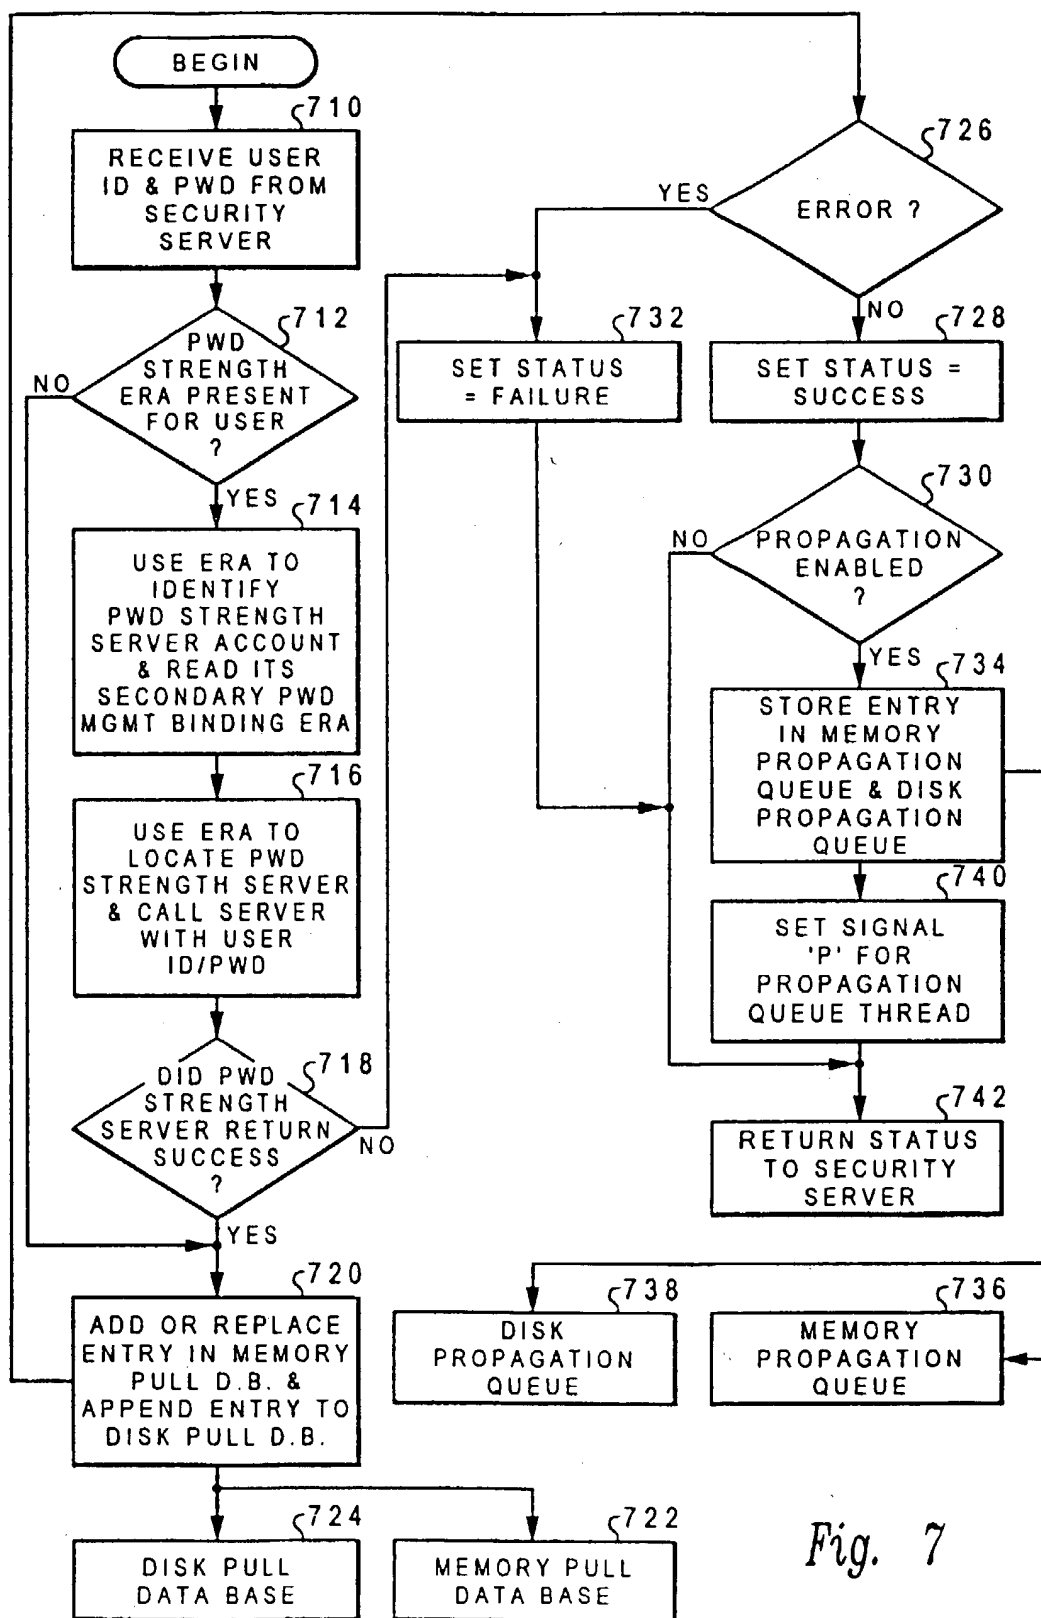 BEGIN
710
RECEIVE USER
ID & PWD FROM
SECURITY
SERVER
712
PWD
STRENGTH
ERA PRESENT
FOR USER
?
NO
YES
714
USE ERA TO
IDENTIFY
PWD STRENGTH
SERVER ACCOUNT
& READ ITS
SECONDARY PWD
MGMT BINDING ERA
716
USE ERA TO
LOCATE PWD
STRENGTH SERVER
& CALL SERVER
WITH USER
ID/PWD
718
DID PWD
STRENGTH
SERVER RETURN
SUCCESS
?
NO
YES
720
ADD OR REPLACE
ENTRY IN MEMORY
PULL D.B. &
APPEND ENTRY TO
DISK PULL D.B.
724
DISK PULL
DATA BASE
722
MEMORY PULL
DATA BASE
726
ERROR ?
YES
NO
732
SET STATUS
= FAILURE
728
SET STATUS =
SUCCESS
730
PROPAGATION
ENABLED
?
NO
YES
734
STORE ENTRY
IN MEMORY
PROPAGATION
QUEUE & DISK
PROPAGATION
QUEUE
740
SET SIGNAL
'P' FOR
PROPAGATION
QUEUE THREAD
742
RETURN STATUS
TO SECURITY
SERVER
738
DISK
PROPAGATION
QUEUE
736
MEMORY
PROPAGATION
QUEUE
Fig. 7